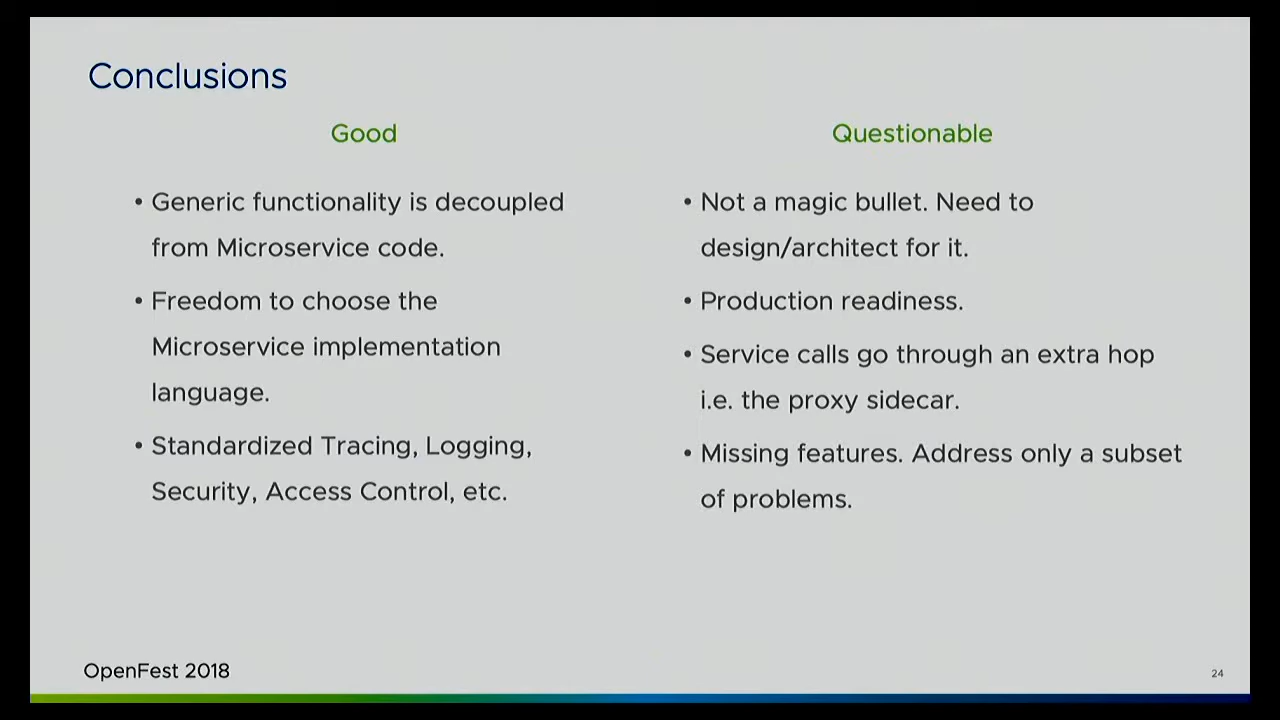 Conclusions
Good
• Generic functionality is decoupled
from Microservice code.
• Freedom to choose the
Microservice implementation
language.
• Standardized Tracing, Logging,
Security, Access Control, etc.
Questionable
• Not a magic bullet. Need to
design/architect for it.
• Production readiness.
• Service calls go through an extra hop
i.e. the proxy sidecar.
• Missing features. Address only a subset
of problems.
OpenFest 2018
24